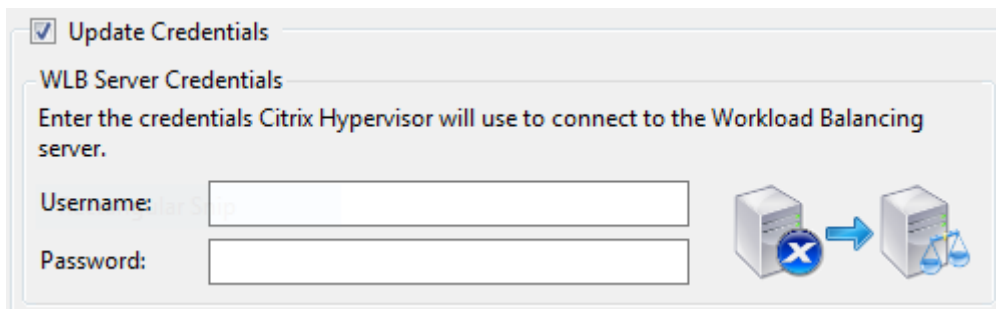 Update Credentials
WLB Server Credentials
Enter the credentials Citrix Hypervisor will use to connect to the Workload Balancing
server.
Username:
Password: